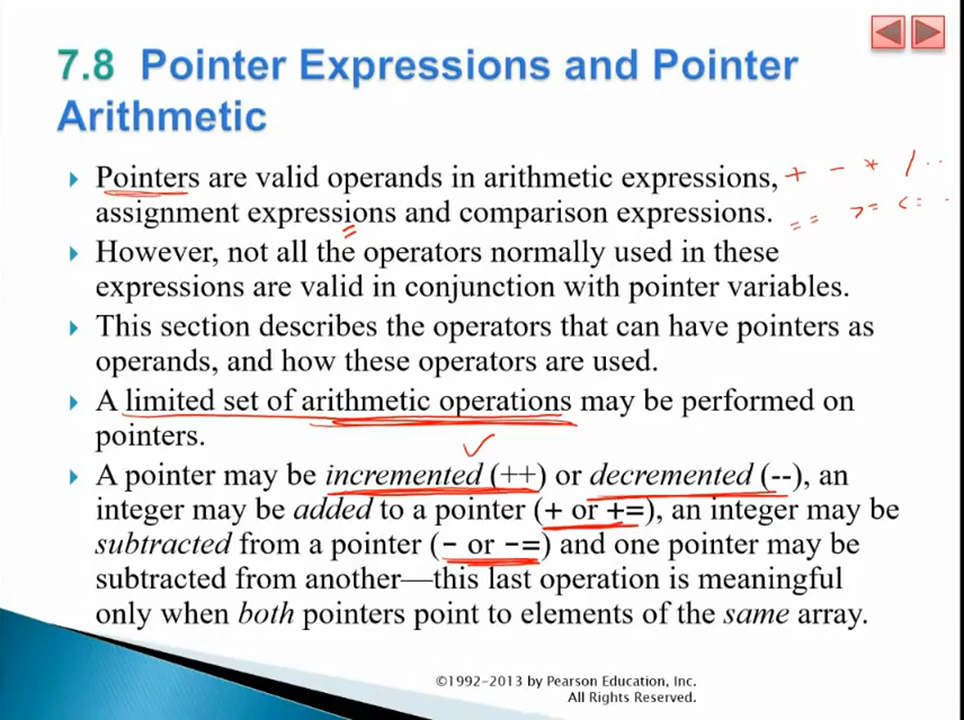 7.8 Pointer Expressions and Pointer
Arithmetic
Pointers are valid operands in arithmetic expressions, + - * / ..
assignment expressions and comparison expressions. == >= <= .
=
However, not all the operators normally used in these
expressions are valid in conjunction with pointer variables.
This section describes the operators that can have pointers as
operands, and how these operators are used.
A limited set of arithmetic operations may be performed on
pointers.
A pointer may be incremented (++) or decremented (--), an
integer may be added to a pointer (+ or +=), an integer may be
subtracted from a pointer (- or -=) and one pointer may be
subtracted from another—this last operation is meaningful
only when both pointers point to elements of the same array.
©1992-2013 by Pearson Education, Inc.
All Rights Reserved.